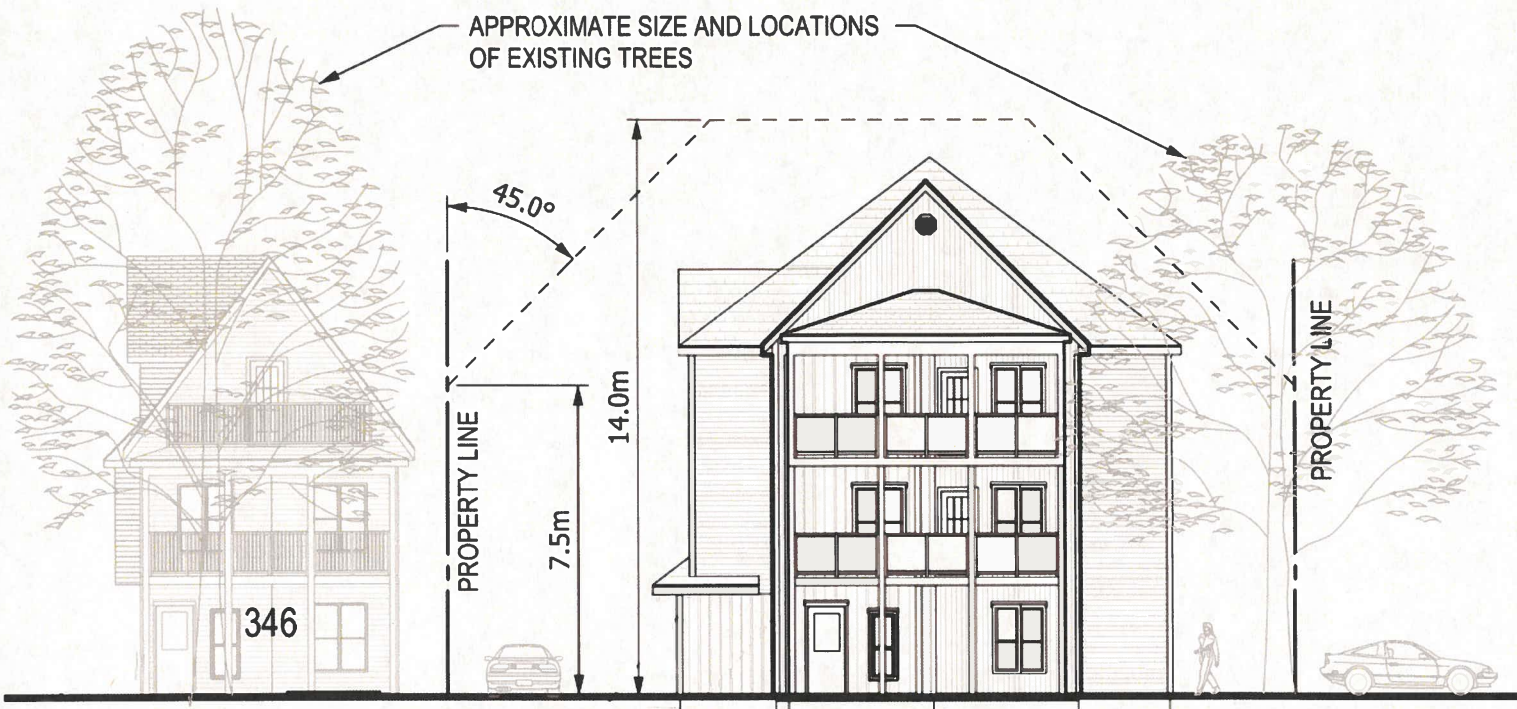 APPROXIMATE SIZE AND LOCATIONS
OF EXISTING TREES
45.0°
14.0m
7.5m
PROPERTY LINE
PROPERTY LINE
346